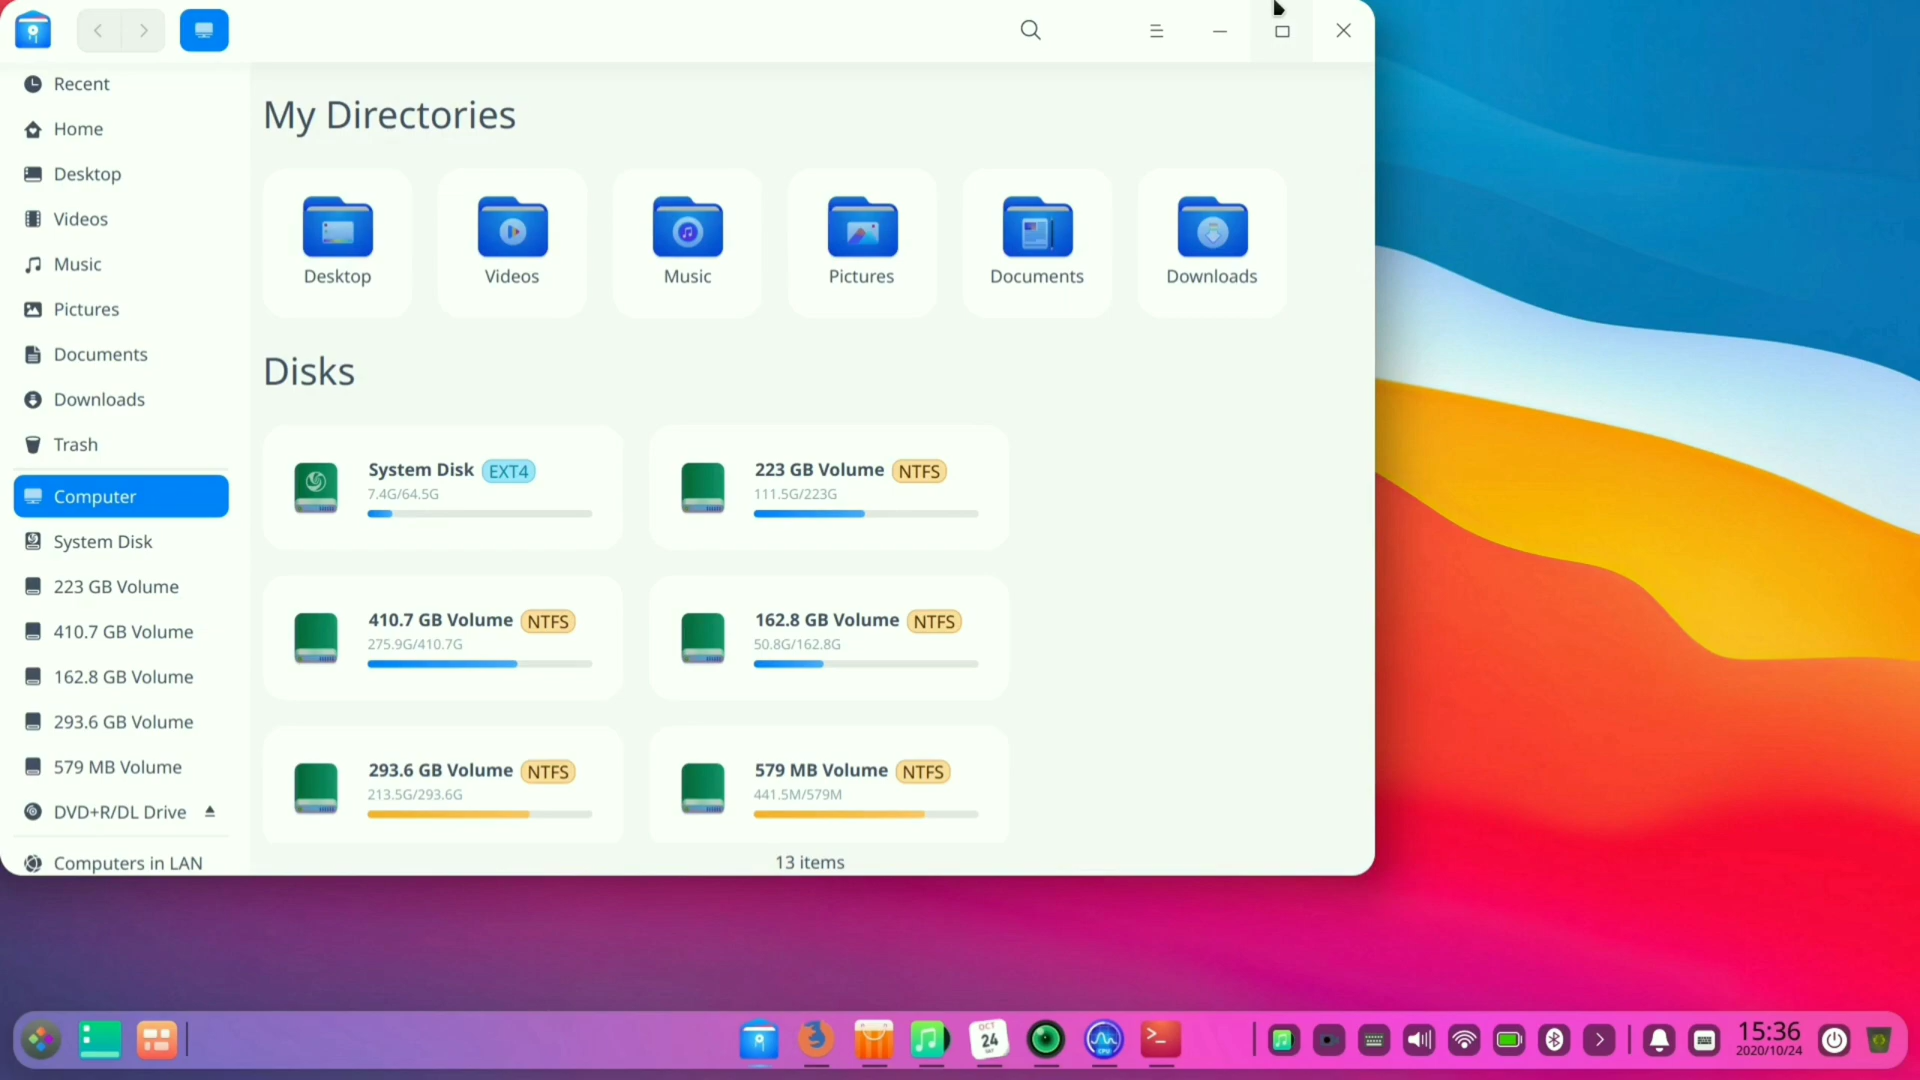 Recent
Home
Desktop
Videos
Music
Pictures
Documents
Downloads
Trash
Computer
System Disk
223 GB Volume
410.7 GB Volume
162.8 GB Volume
293.6 GB Volume
579 MB Volume
DVD+R/DL Drive
Computers in LAN
My Directories
Desktop
Videos
Music
Pictures
Documents
Downloads
Disks
System Disk EXT4
7.4G/64.5G
223 GB Volume NTFS
111.5G/223G
410.7 GB Volume NTFS
275.9G/410.7G
162.8 GB Volume NTFS
50.8G/162.8G
293.6 GB Volume NTFS
213.5G/293.6G
579 MB Volume NTFS
441.5M/579M
13 items
OCT
24
SAT
CPU
15:36
2020/10/24